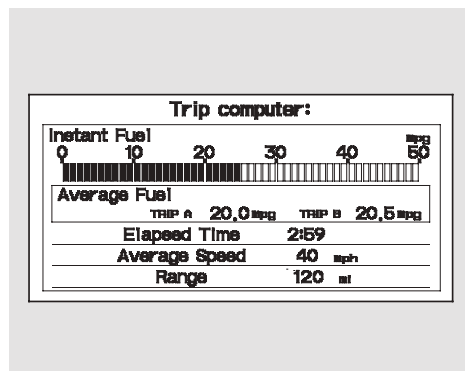 Trip computer:
Instant Fuel mpg
0 10 20 30 40 50
Average Fuel
TRIP A 20.0 mpg TRIP B 20.5 mpg
Elapsed Time 2:59
Average Speed 40 mph
Range 120 mi